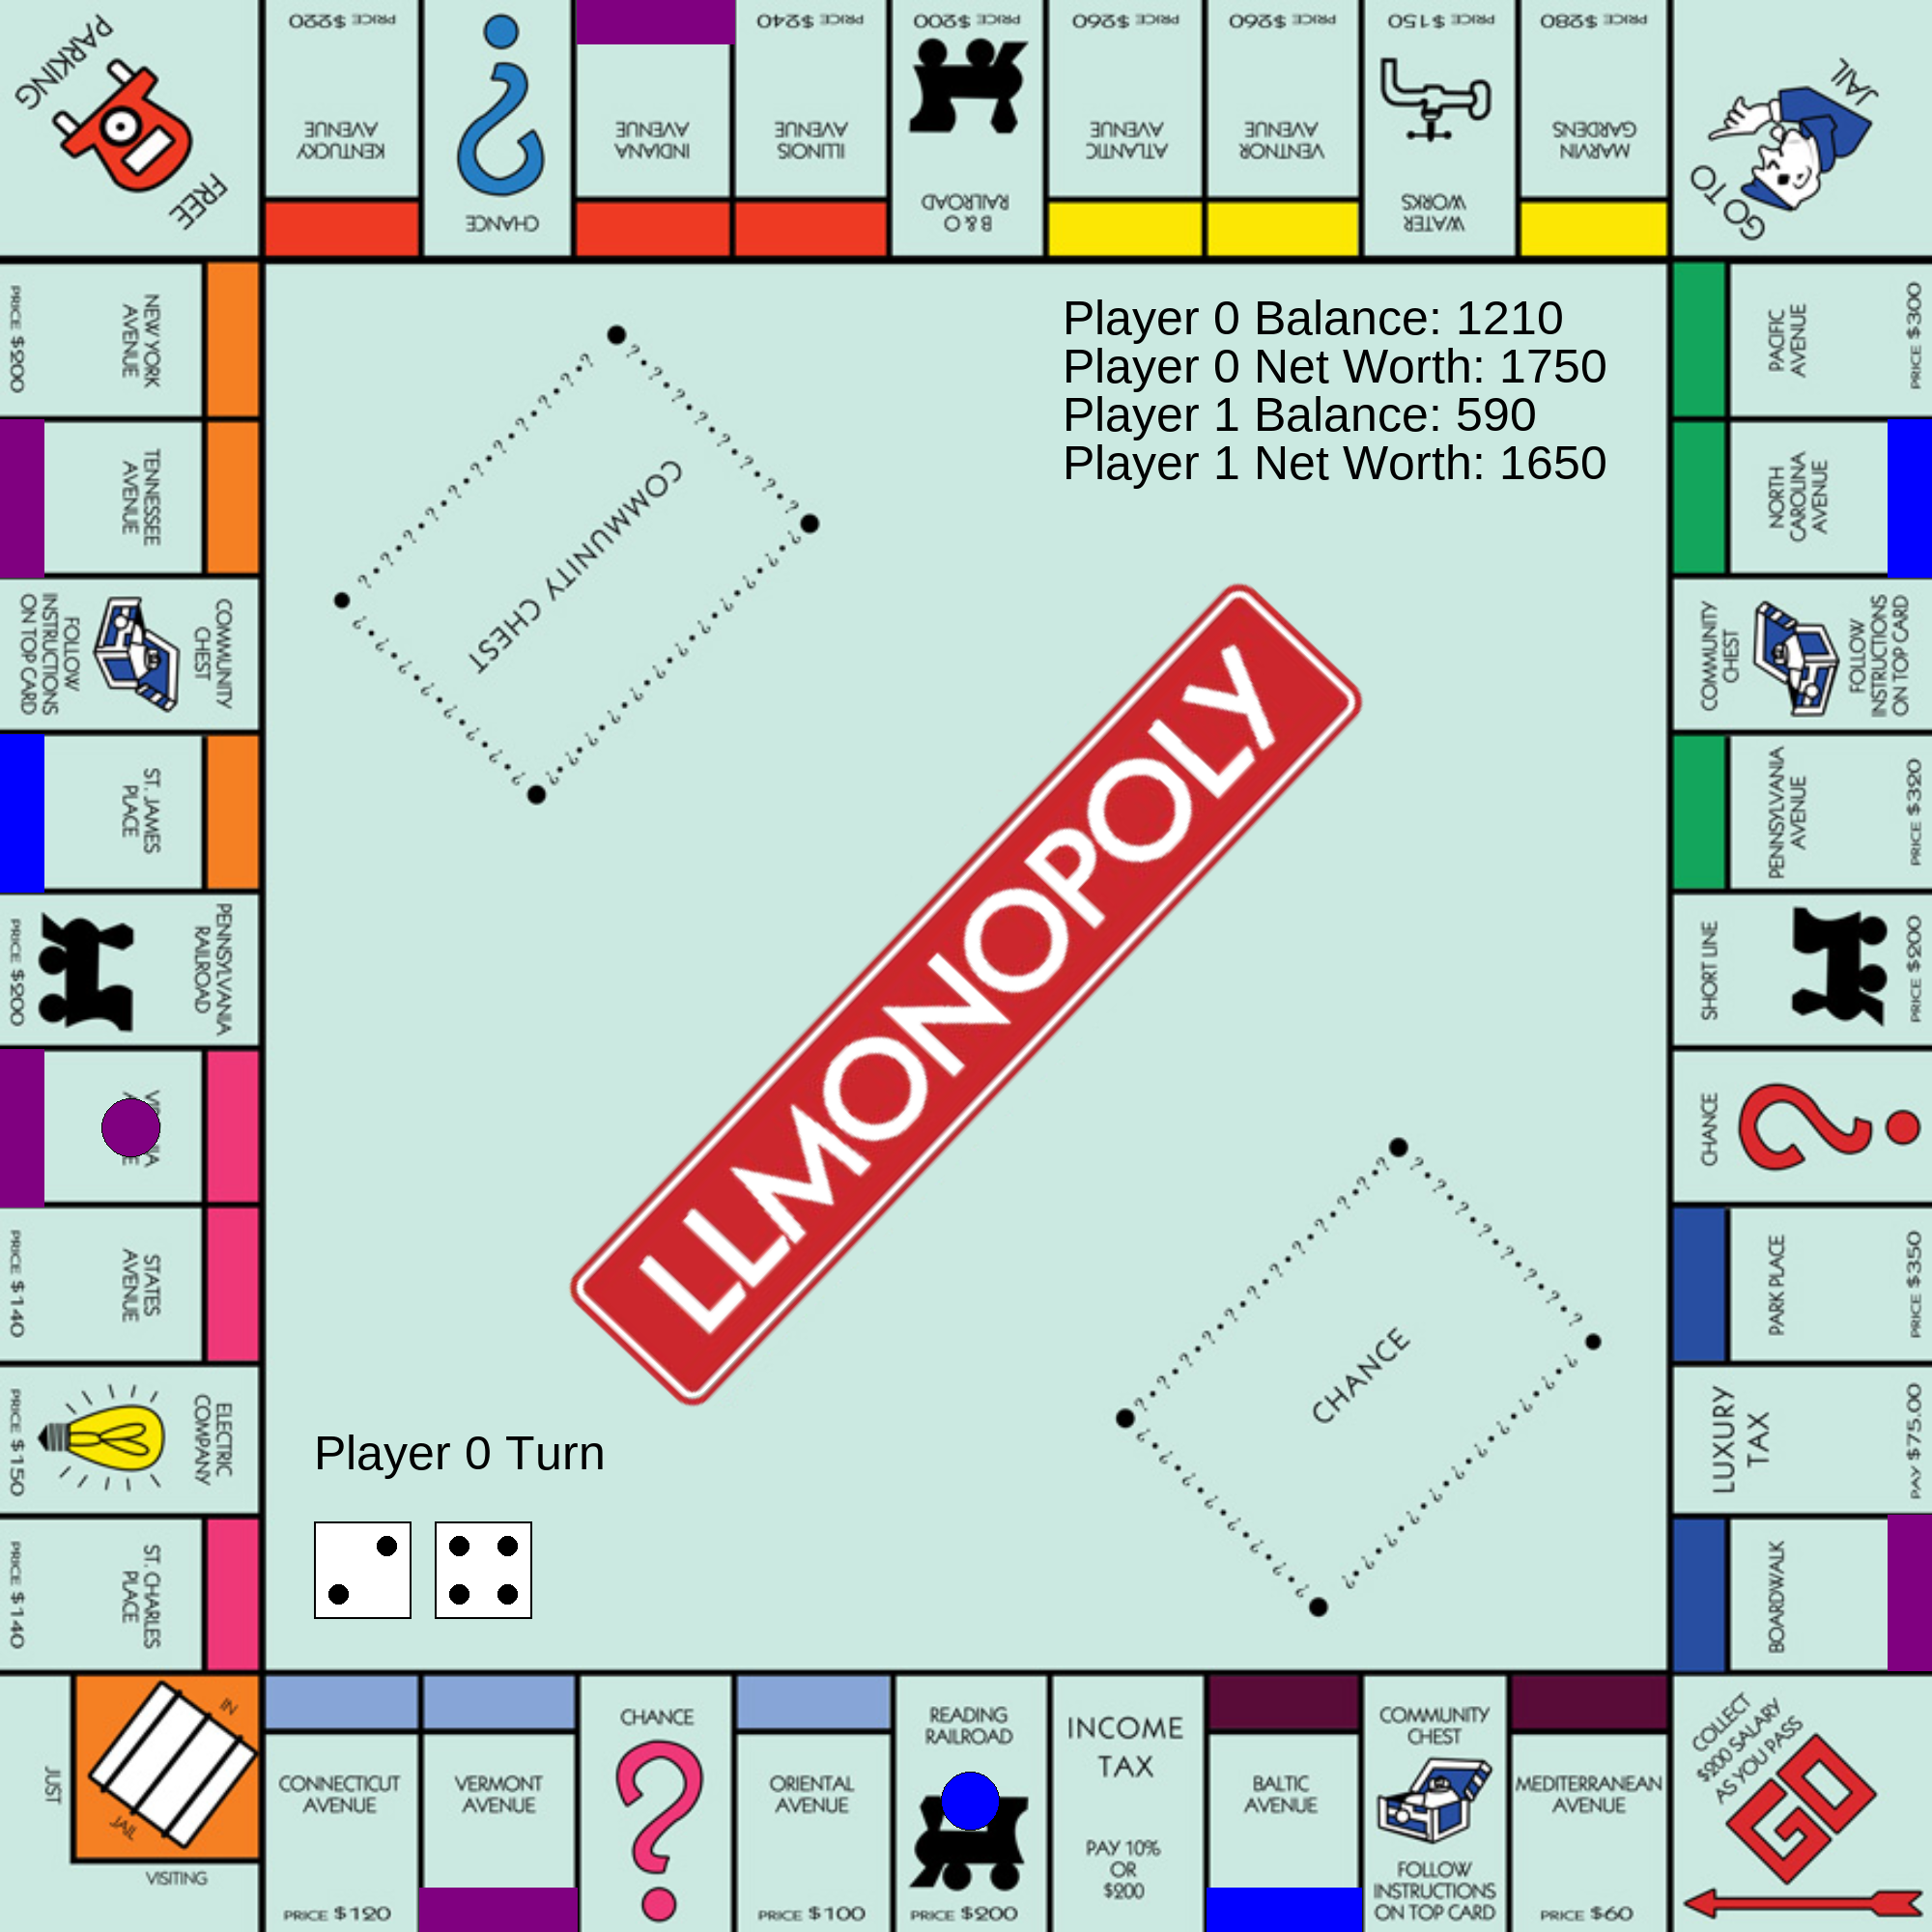 FREE
PARKING
PRICE $220
KENTUCKY
AVENUE
CHANCE
INDIANA
AVENUE
PRICE $240
ILLINOIS
AVENUE
PRICE $200
B & O
RAILROAD
PRICE $260
ATLANTIC
AVENUE
PRICE $260
VENTNOR
AVENUE
PRICE $150
WATER
WORKS
PRICE $280
MARVIN
GARDENS
GO TO
JAIL
NEW YORK
AVENUE
PRICE $200
TENNESSEE
AVENUE
COMMUNITY
CHEST
FOLLOW
INSTRUCTIONS
ON TOP CARD
ST. JAMES
PLACE
PENNSYLVANIA
RAILROAD
PRICE $200
STATES
AVENUE
PRICE $140
ELECTRIC
COMPANY
PRICE $150
ST. CHARLES
PLACE
PRICE $140
Player 0 Balance: 1210
Player 0 Net Worth: 1750
Player 1 Balance: 590
Player 1 Net Worth: 1650
COMMUNITY CHEST
LLMONOPOLY
CHANCE
Player 0 Turn
PACIFIC
AVENUE
PRICE $300
NORTH
CAROLINA
AVENUE
COMMUNITY
CHEST
FOLLOW
INSTRUCTIONS
ON TOP CARD
PENNSYLVANIA
AVENUE
PRICE $320
SHORT LINE
PRICE $200
CHANCE
PARK PLACE
PRICE $350
LUXURY
TAX
PAY $75.00
BOARDWALK
JUST
VISITING
IN
JAIL
CONNECTICUT
AVENUE
PRICE $120
VERMONT
AVENUE
CHANCE
ORIENTAL
AVENUE
PRICE $100
READING
RAILROAD
PRICE $200
INCOME
TAX
PAY 10%
OR
$200
BALTIC
AVENUE
COMMUNITY
CHEST
FOLLOW
INSTRUCTIONS
ON TOP CARD
MEDITERRANEAN
AVENUE
PRICE $60
COLLECT
$200 SALARY
AS YOU PASS
GO